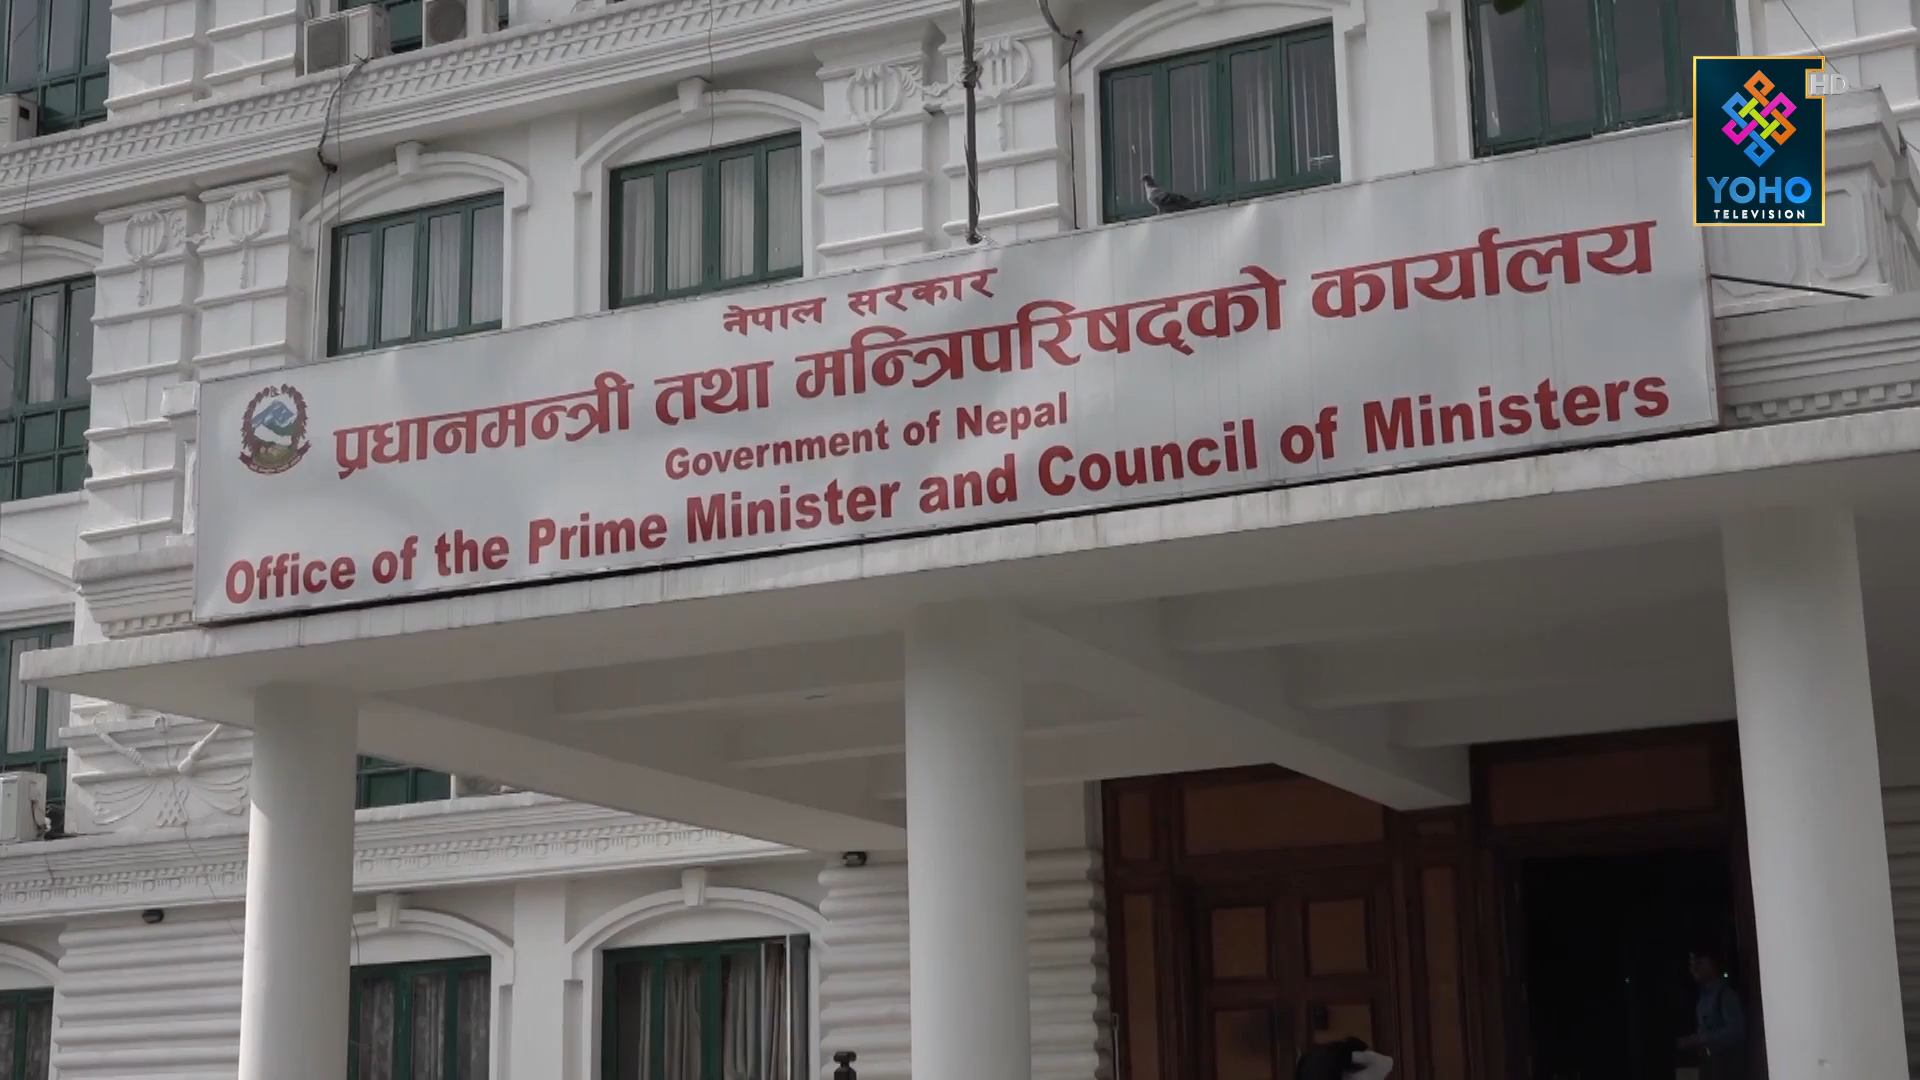 नेपाल सरकार
प्रधानमन्त्री तथा मन्त्रिपरिषद्को कार्यालय
Government of Nepal
Office of the Prime Minister and Council of Ministers
HD
YOHO
TELEVISION